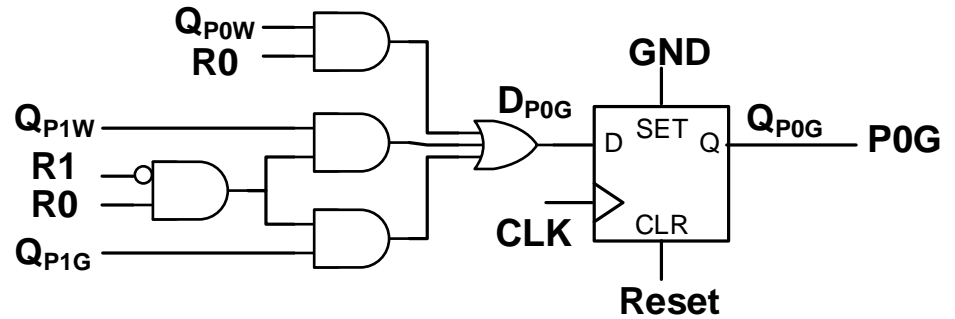 QP0W
R0
GND
DP0G
QP1W
SET
QP0G
D
Q
P0G
R1
R0
CLK
CLR
QP1G
Reset